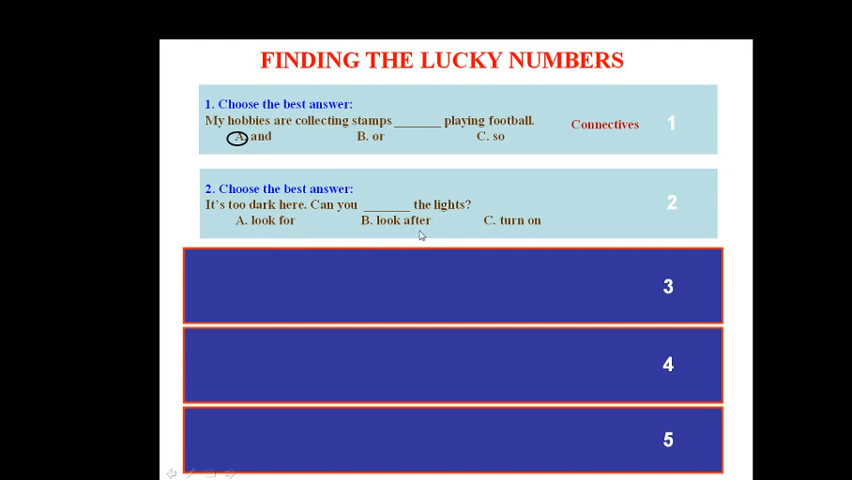 FINDING THE LUCKY NUMBERS
1. Choose the best answer:
My hobbies are collecting stamps _______ playing football.
A. and B. or C. so
Connectives
1
2. Choose the best answer:
It's too dark here. Can you _______ the lights?
A. look for B. look after C. turn on
2
3
4
5